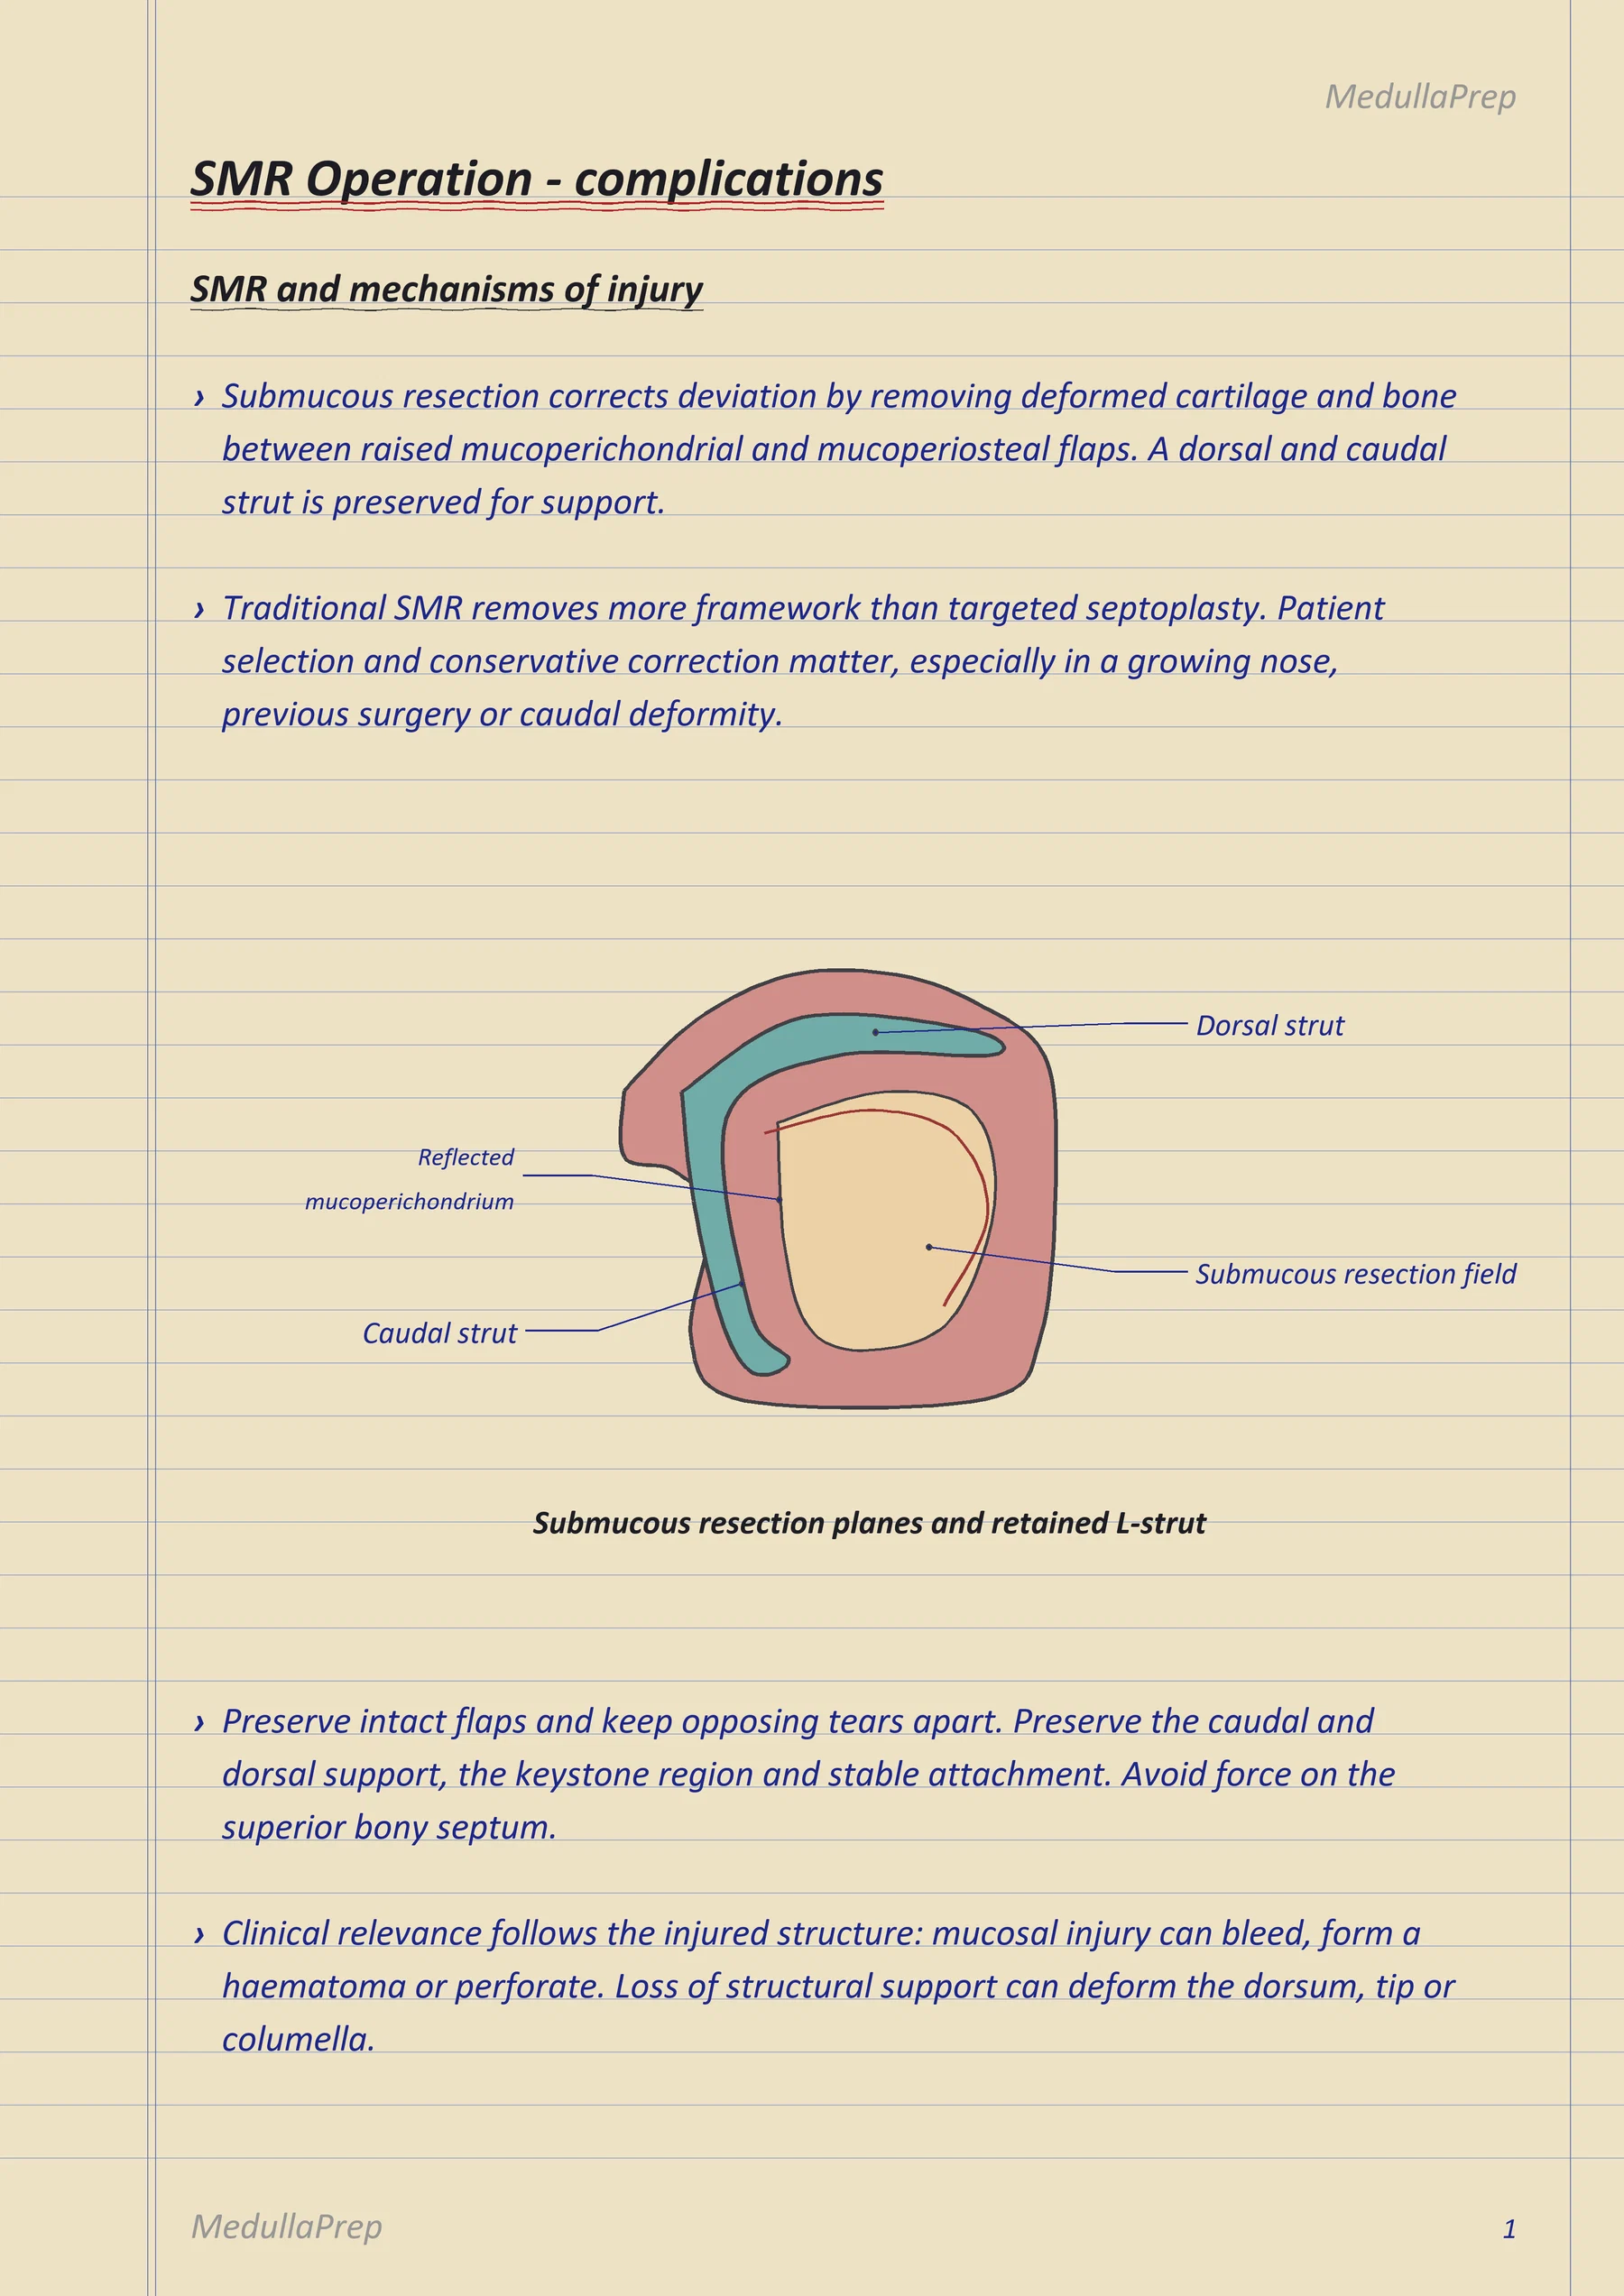 MedullaPrep
SMR Operation - complications
SMR and mechanisms of injury
› Submucous resection corrects deviation by removing deformed cartilage and bone
between raised mucoperichondrial and mucoperiosteal flaps. A dorsal and caudal
strut is preserved for support.
› Traditional SMR removes more framework than targeted septoplasty. Patient
selection and conservative correction matter, especially in a growing nose,
previous surgery or caudal deformity.
Dorsal strut
Reflected
mucoperichondrium
Submucous resection field
Caudal strut
Submucous resection planes and retained L-strut
› Preserve intact flaps and keep opposing tears apart. Preserve the caudal and
dorsal support, the keystone region and stable attachment. Avoid force on the
superior bony septum.
› Clinical relevance follows the injured structure: mucosal injury can bleed, form a
haematoma or perforate. Loss of structural support can deform the dorsum, tip or
columella.
MedullaPrep
1